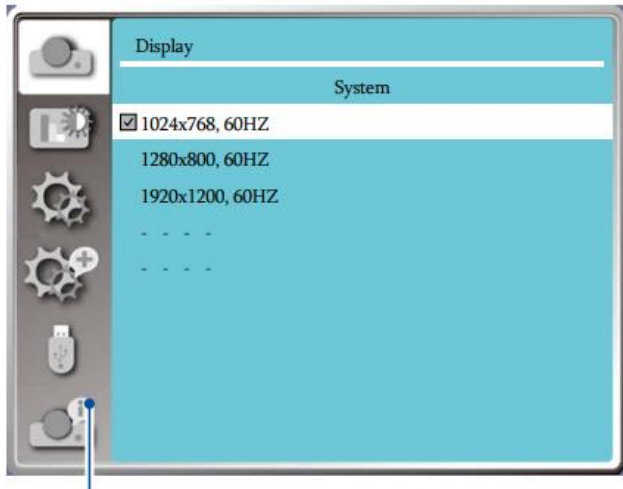 Display
System
1024x768, 60HZ
1280x800, 60HZ
1920x1200, 60HZ
- - - -
- - - -